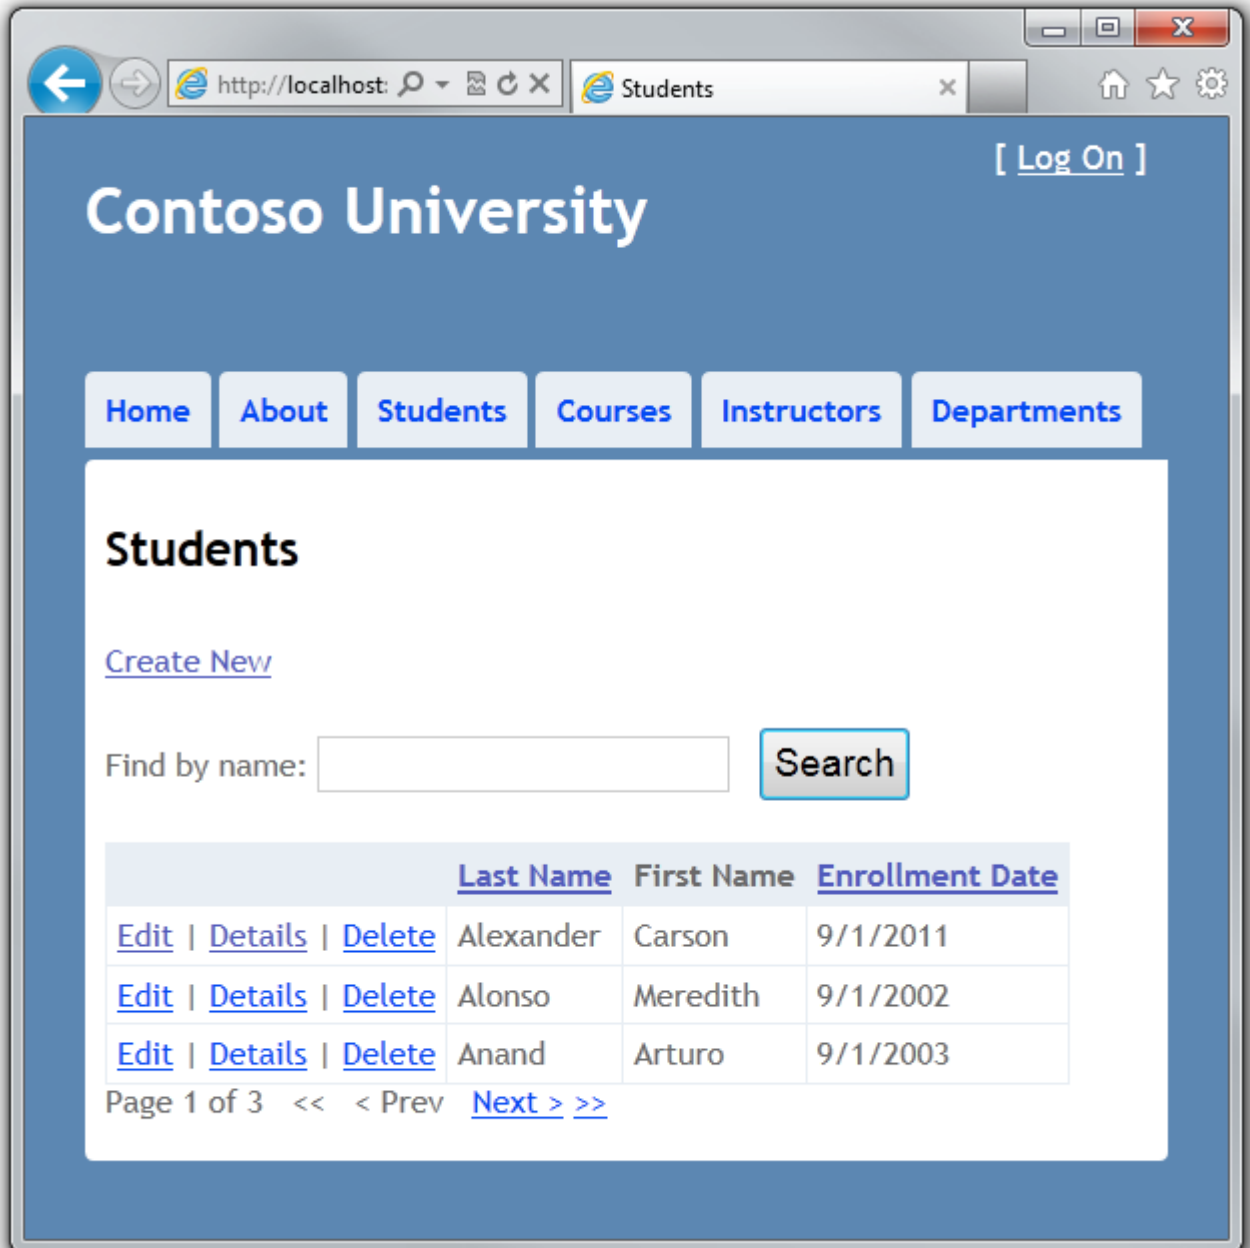 http://localhost: Students
[ Log On ]
Contoso University
Home About Students Courses Instructors Departments
Students
Create New
Find by name: Search
Last Name First Name Enrollment Date
Edit | Details | Delete Alexander Carson 9/1/2011
Edit | Details | Delete Alonso Meredith 9/1/2002
Edit | Details | Delete Anand Arturo 9/1/2003
Page 1 of 3 << < Prev Next > >>